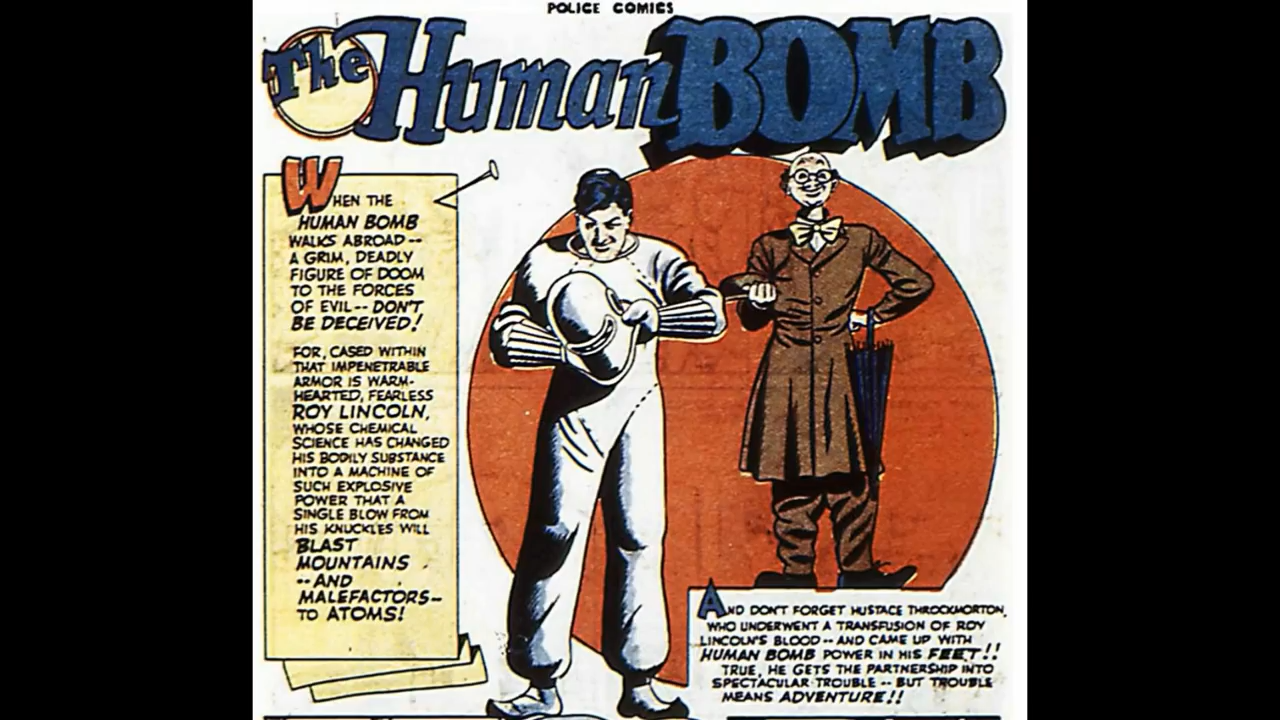 POLICE COMICS
The Human BOMB
WHEN THE
HUMAN BOMB
WALKS ABROAD--
A GRIM, DEADLY
FIGURE OF DOOM
TO THE FORCES
OF EVIL--DON'T
BE DECEIVED!
FOR, CASED WITHIN
THAT IMPENETRABLE
ARMOR IS WARM-
HEARTED, FEARLESS
ROY LINCOLN,
WHOSE CHEMICAL
SCIENCE HAS CHANGED
HIS BODILY SUBSTANCE
INTO A MACHINE OF
SUCH EXPLOSIVE
POWER THAT A
SINGLE BLOW FROM
HIS KNUCKLES WILL
BLAST
MOUNTAINS
--AND
MALEFACTORS--
TO ATOMS!
AND DON'T FORGET HUSTACE THROCKMORTON,
WHO UNDERWENT A TRANSFUSION OF ROY
LINCOLN'S BLOOD--AND CAME UP WITH
HUMAN BOMB POWER IN HIS FEET!!
TRUE, HE GETS THE PARTNERSHIP INTO
SPECTACULAR TROUBLE -- BUT TROUBLE
MEANS ADVENTURE!!